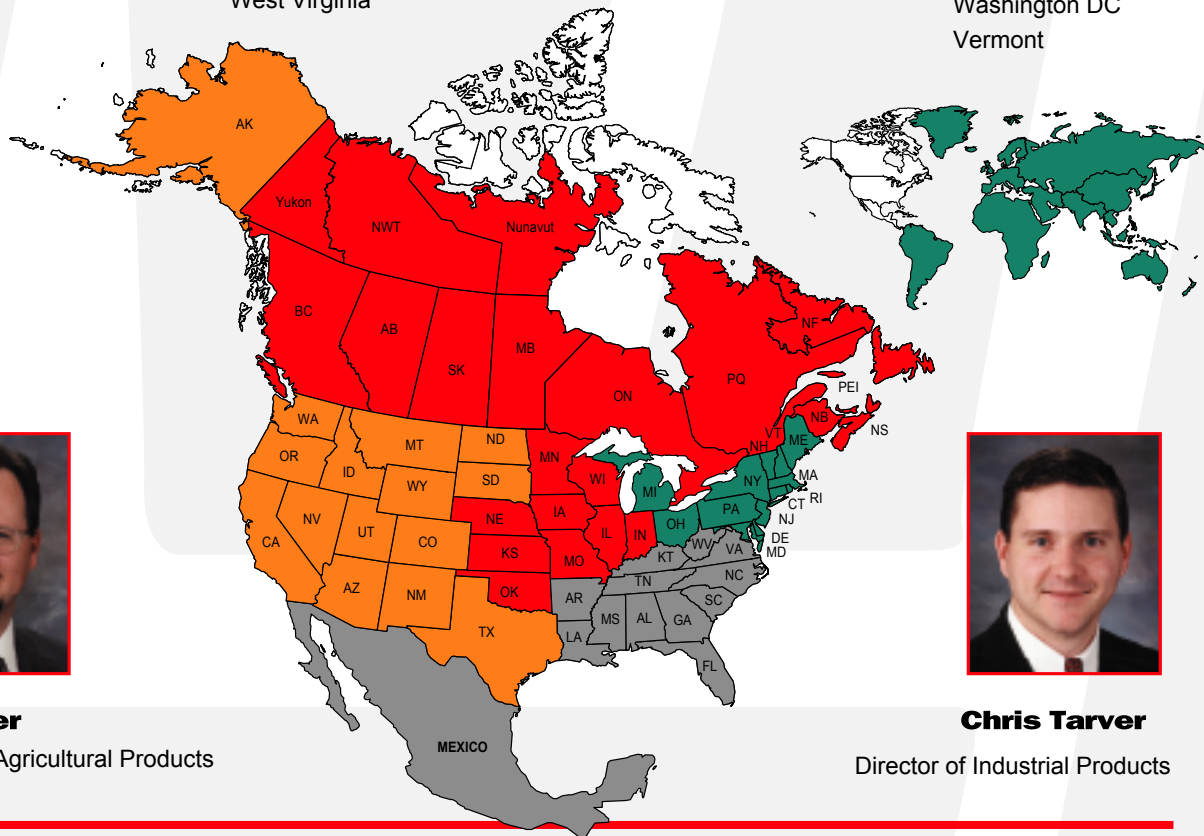 West Virginia
Washington DC
Vermont
AK
Yukon
NWT
Nunavut
BC
AB
SK
MB
ON
PQ
NF
PEI
NB
NS
WA
OR
ID
MT
ND
SD
WY
NV
CA
UT
CO
AZ
NM
TX
NE
KS
OK
MN
IA
MO
WI
IL
IN
MI
OH
PA
NY
VT
NH
ME
MA
RI
CT
NJ
DE
MD
KT
WV
VA
TN
NC
SC
AR
LA
MS
AL
GA
FL
MEXICO
er
Agricultural Products
Chris Tarver
Director of Industrial Products